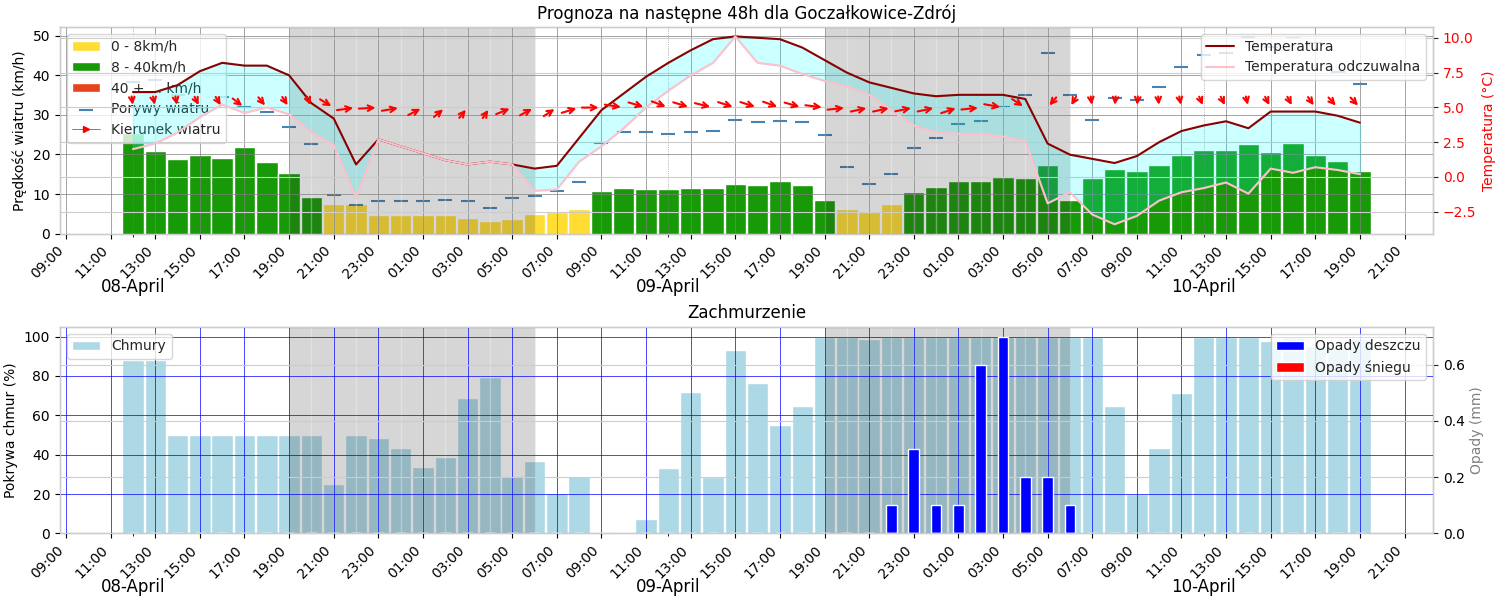 Prognoza na następne 48h dla Goczałkowice-Zdrój
Prędkość wiatru (km/h)
50
40
30
20
10
0
0 - 8km/h
8 - 40km/h
40 +
km/h
Porywy wiatru
Kierunek wiatru
Temperatura
Temperatura odczuwalna
10.0
7.5
5.0
2.5
0.0
−2.5
Temperatura (°C)
09:00 11:00 13:00 15:00 17:00 19:00 21:00 23:00 01:00 03:00 05:00 07:00 09:00 11:00 13:00 15:00 17:00 19:00 21:00 23:00 01:00 03:00 05:00 07:00 09:00 11:00 13:00 15:00 17:00 19:00 21:00
08-April 09-April 10-April
Zachmurzenie
Pokrywa chmur (%)
100
80
60
40
20
0
Chmury
Opady deszczu
Opady śniegu
0.6
0.4
0.2
0.0
Opady (mm)
09:00 11:00 13:00 15:00 17:00 19:00 21:00 23:00 01:00 03:00 05:00 07:00 09:00 11:00 13:00 15:00 17:00 19:00 21:00 23:00 01:00 03:00 05:00 07:00 09:00 11:00 13:00 15:00 17:00 19:00 21:00
08-April 09-April 10-April